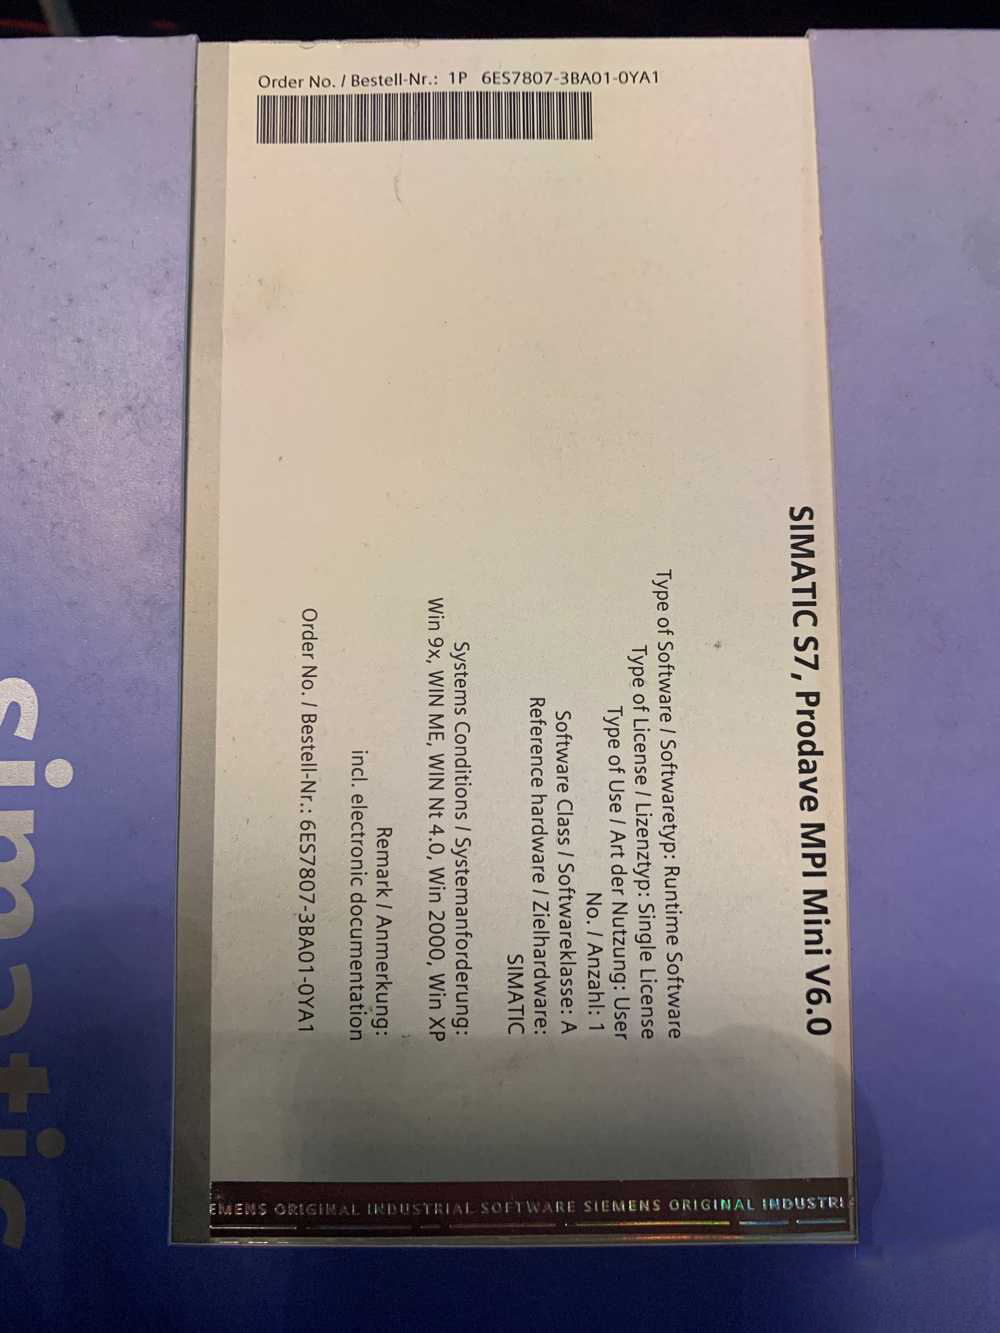 Order No. / Bestell-Nr.: 1P 6ES7807-3BA01-0YA1
SIMATIC S7, Prodave MPI Mini V6.0
Type of Software / Softwaretyp: Runtime Software
Type of License / Lizenztyp: Single License
Type of Use / Art der Nutzung: User
No. / Anzahl: 1
Software Class / Softwareklasse: A
Reference hardware / Zielhardware:
SIMATIC
Systems Conditions / Systemanforderung:
Win 9x, WIN ME, WIN Nt 4.0, Win 2000, Win XP
Remark / Anmerkung:
incl. electronic documentation
Order No. / Bestell-Nr.: 6ES7807-3BA01-0YA1
simatic
EMENS ORIGINAL INDUSTRIAL SOFTWARE SIEMENS ORIGINAL INDUSTRI